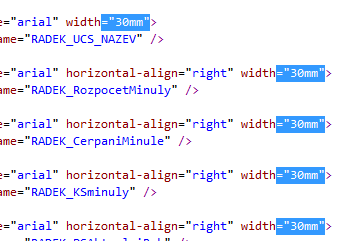 ="arial" width="30mm">
ame="RADEK_UCS_NAZEV" />
="arial" horizontal-align="right" width="30mm">
ame="RADEK_RozpocetMinuly" />
="arial" horizontal-align="right" width="30mm">
ame="RADEK_CerpaniMinule" />
="arial" horizontal-align="right" width="30mm">
ame="RADEK_KSminuly" />
="arial" horizontal-align="right" width="30mm">